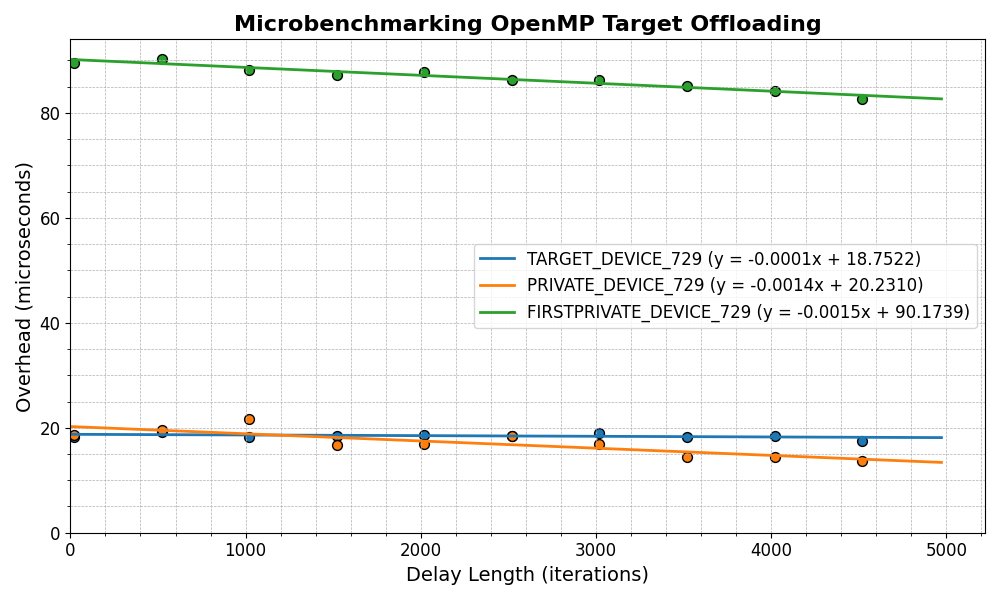 Microbenchmarking OpenMP Target Offloading
Overhead (microseconds)
80
60
40
20
0
TARGET_DEVICE_729 (y = -0.0001x + 18.7522)
PRIVATE_DEVICE_729 (y = -0.0014x + 20.2310)
FIRSTPRIVATE_DEVICE_729 (y = -0.0015x + 90.1739)
0 1000 2000 3000 4000 5000
Delay Length (iterations)